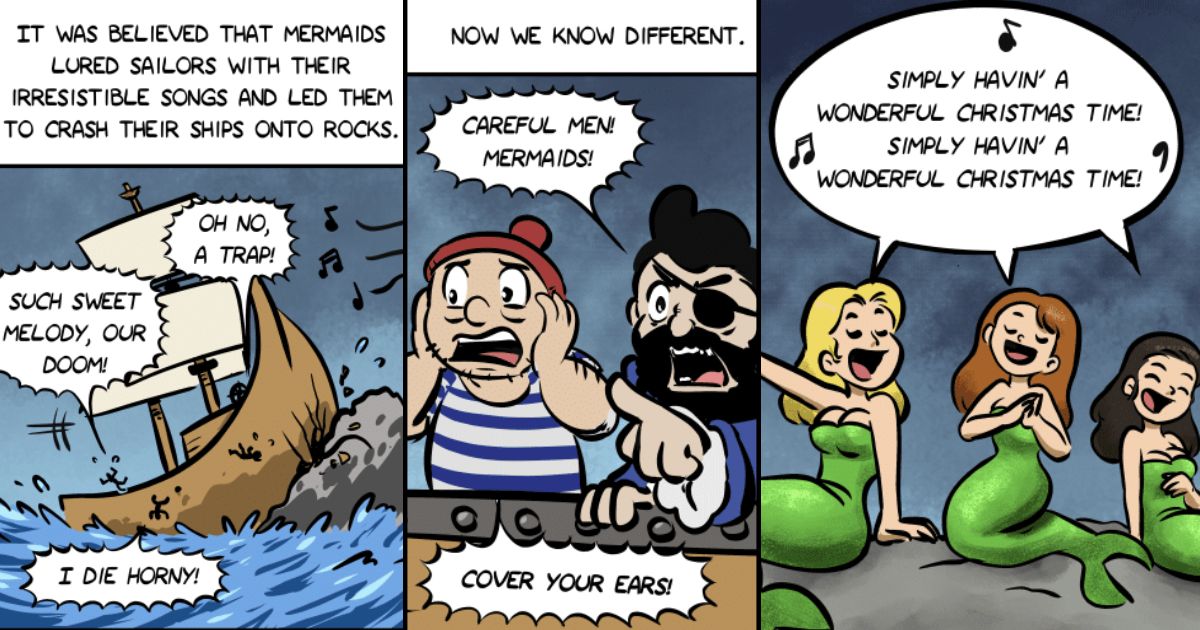 IT WAS BELIEVED THAT MERMAIDS
LURED SAILORS WITH THEIR
IRRESISTIBLE SONGS AND LED THEM
TO CRASH THEIR SHIPS ONTO ROCKS.
OH NO,
A TRAP!
SUCH SWEET
MELODY, OUR
DOOM!
I DIE HORNY!
NOW WE KNOW DIFFERENT.
CAREFUL MEN!
MERMAIDS!
COVER YOUR EARS!
SIMPLY HAVIN' A
WONDERFUL CHRISTMAS TIME!
SIMPLY HAVIN' A
WONDERFUL CHRISTMAS TIME!